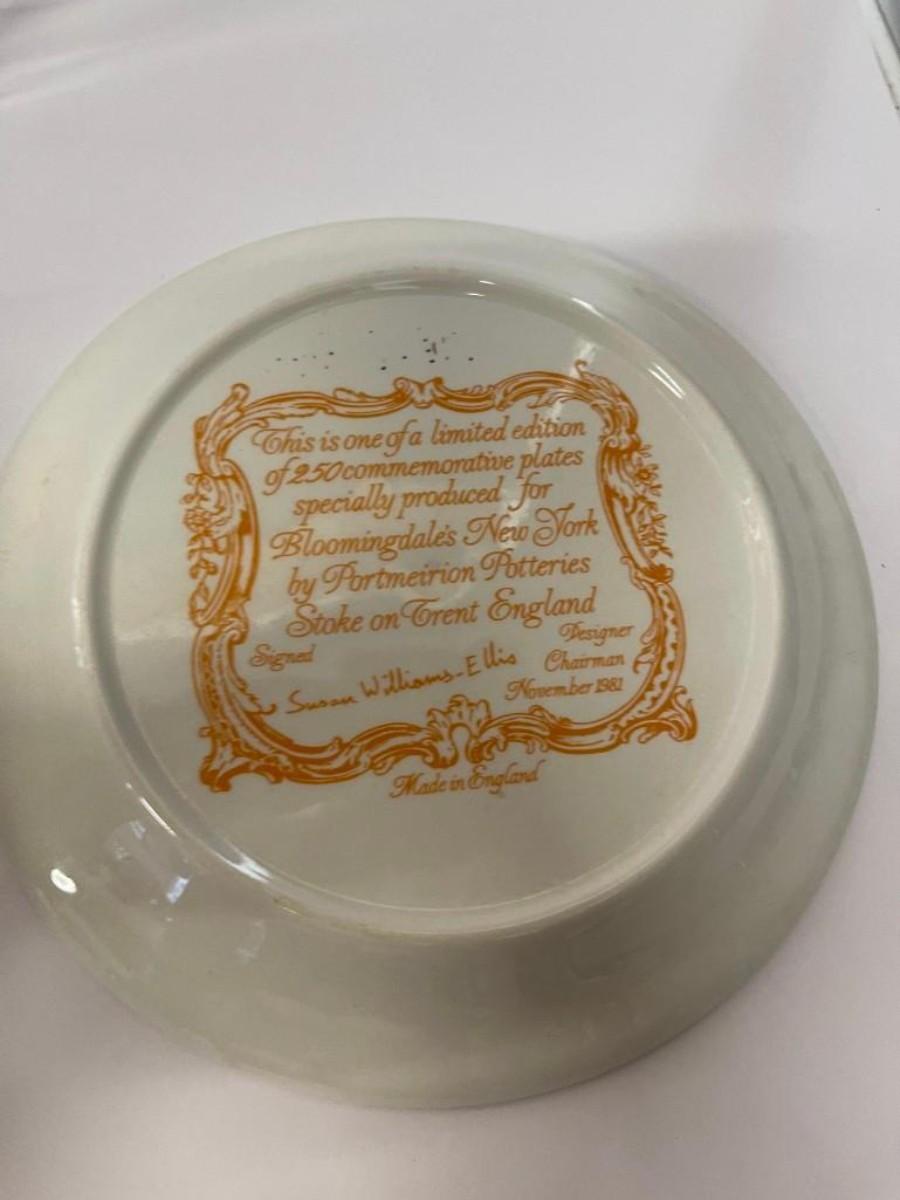 This is one of a limited edition
of 250 commemorative plates
specially produced for
Bloomingdale's New York
by Portmeirion Potteries
Stoke on Trent England
Signed Designer
Susan Williams-Ellis Chairman
November 1981
Made in England